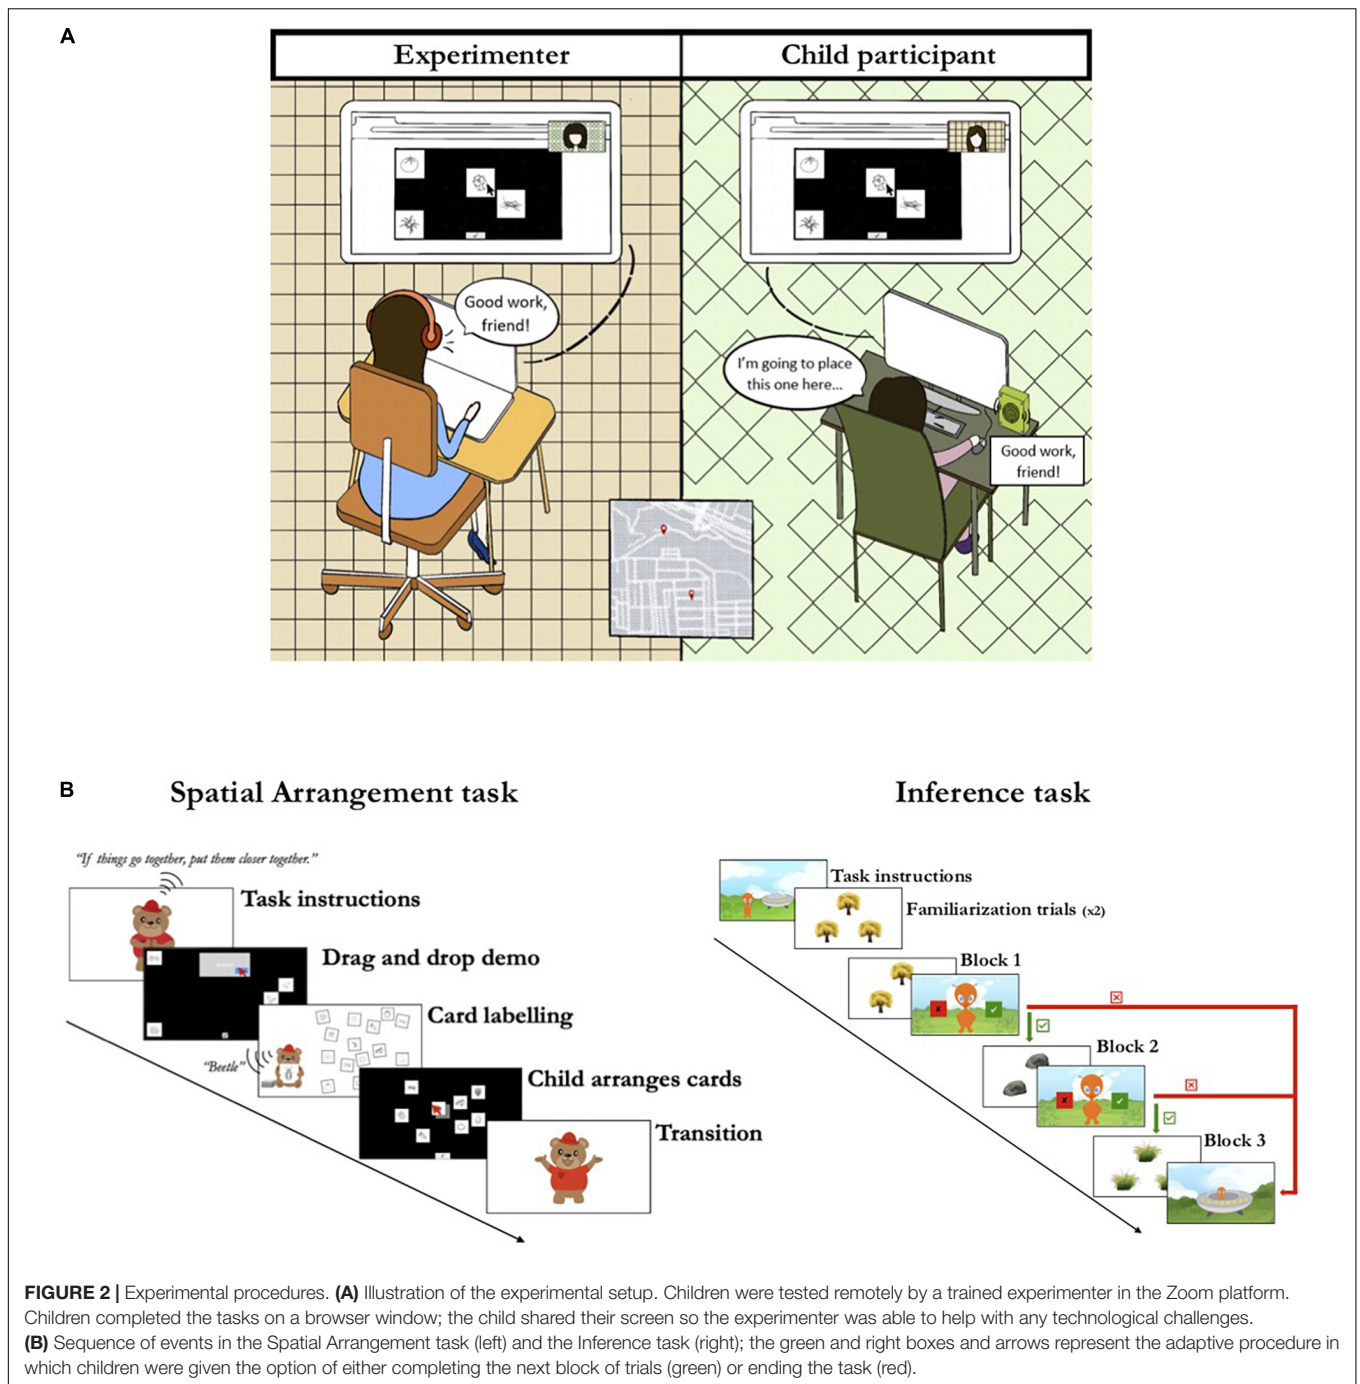 A
Experimenter
Child participant
Good work,
friend!
I'm going to place
this one here...
Good work,
friend!
B
Spatial Arrangement task
Inference task
"If things go together, put them closer together."
Task instructions
Drag and drop demo
Card labelling
"Beetle"
Child arranges cards
Transition
Task instructions
Familiarization trials (x2)
Block 1
Block 2
Block 3
FIGURE 2 | Experimental procedures. (A) Illustration of the experimental setup. Children were tested remotely by a trained experimenter in the Zoom platform.
Children completed the tasks on a browser window; the child shared their screen so the experimenter was able to help with any technological challenges.
(B) Sequence of events in the Spatial Arrangement task (left) and the Inference task (right); the green and right boxes and arrows represent the adaptive procedure in
which children were given the option of either completing the next block of trials (green) or ending the task (red).